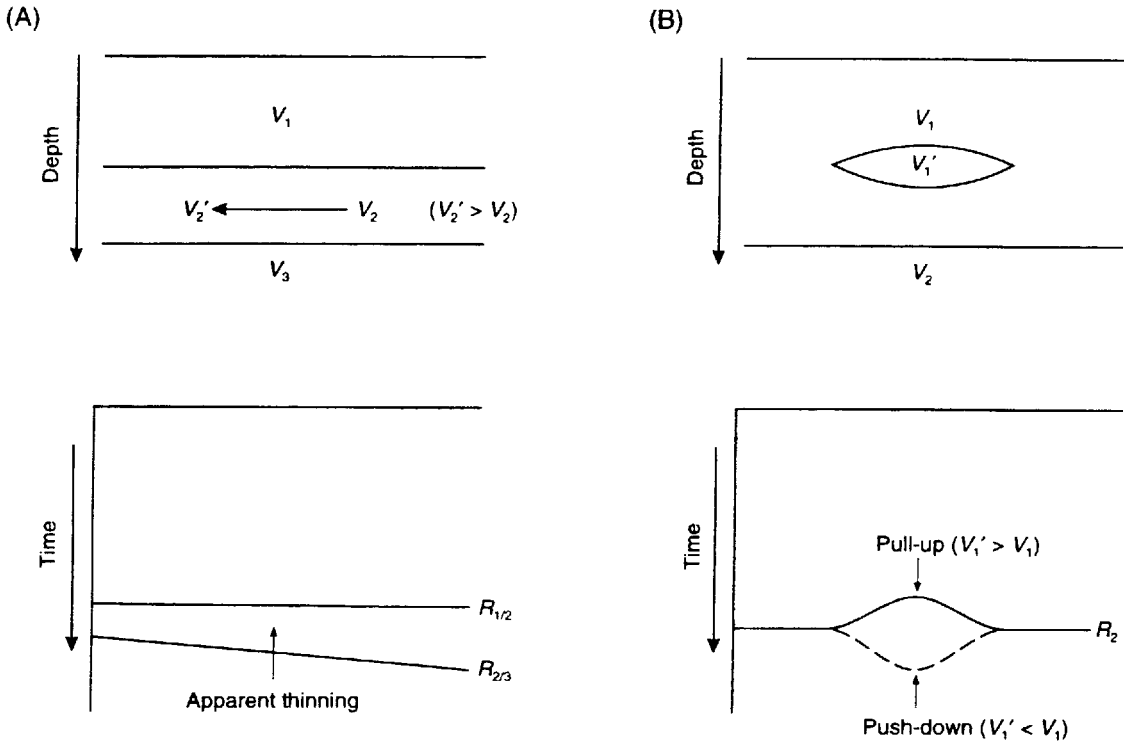 (A)
Depth
V₁
V₂′
V₂
(V₂′ > V₂)
V₃
Time
R₁/₂
R₂/₃
Apparent thinning
(B)
Depth
V₁
V₁′
V₂
Time
Pull-up (V₁′ > V₁)
R₂
Push-down (V₁′ < V₁)